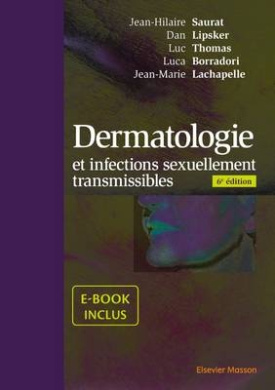 Jean-Hilaire Saurat
Dan Lipsker
Luc Thomas
Luca Borradori
Jean-Marie Lachapelle
Dermatologie
et infections sexuellement
transmissibles
6e édition
E-BOOK
INCLUS
Elsevier Masson